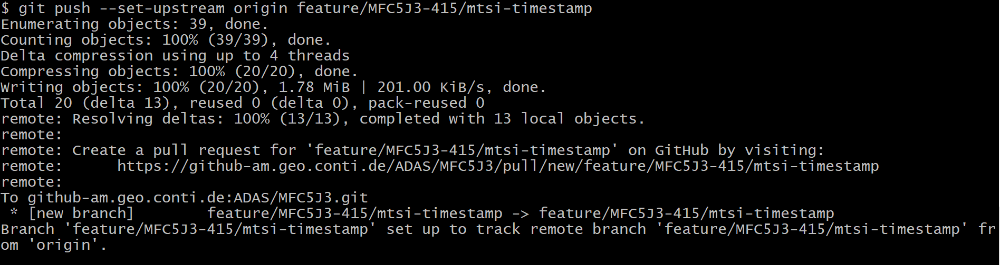 $ git push --set-upstream origin feature/MFC5J3-415/mtsi-timestamp
Enumerating objects: 39, done.
Counting objects: 100% (39/39), done.
Delta compression using up to 4 threads
Compressing objects: 100% (20/20), done.
Writing objects: 100% (20/20), 1.78 MiB | 201.00 KiB/s, done.
Total 20 (delta 13), reused 0 (delta 0), pack-reused 0
remote: Resolving deltas: 100% (13/13), completed with 13 local objects.
remote:
remote: Create a pull request for 'feature/MFC5J3-415/mtsi-timestamp' on GitHub by visiting:
remote:      https://github-am.geo.conti.de/ADAS/MFC5J3/pull/new/feature/MFC5J3-415/mtsi-timestamp
remote:
To github-am.geo.conti.de:ADAS/MFC5J3.git
 * [new branch]        feature/MFC5J3-415/mtsi-timestamp -> feature/MFC5J3-415/mtsi-timestamp
Branch 'feature/MFC5J3-415/mtsi-timestamp' set up to track remote branch 'feature/MFC5J3-415/mtsi-timestamp' fr
om 'origin'.